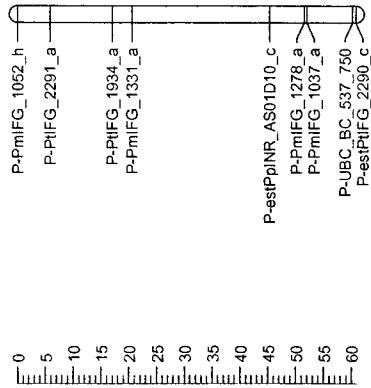 P-PmIFG_1052_h
P-PtIFG_2291_a
P-PtIFG_1934_a
P-PmIFG_1331_a
P-estPpINR_AS01D10_c
P-PmIFG_1278_a
P-PmIFG_1037_a
P-UBC_BC_537_750
P-estPtIFG_2290_c
0
5
10
15
20
25
30
35
40
45
50
55
60